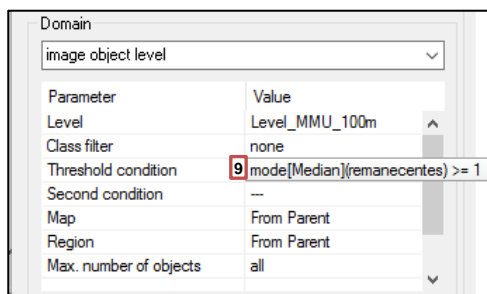 Domain
image object level
Parameter Value
Level Level_MMU_100m
Class filter none
Threshold condition 9 mode[Median](remanecentes) >= 1
Second condition ---
Map From Parent
Region From Parent
Max. number of objects all